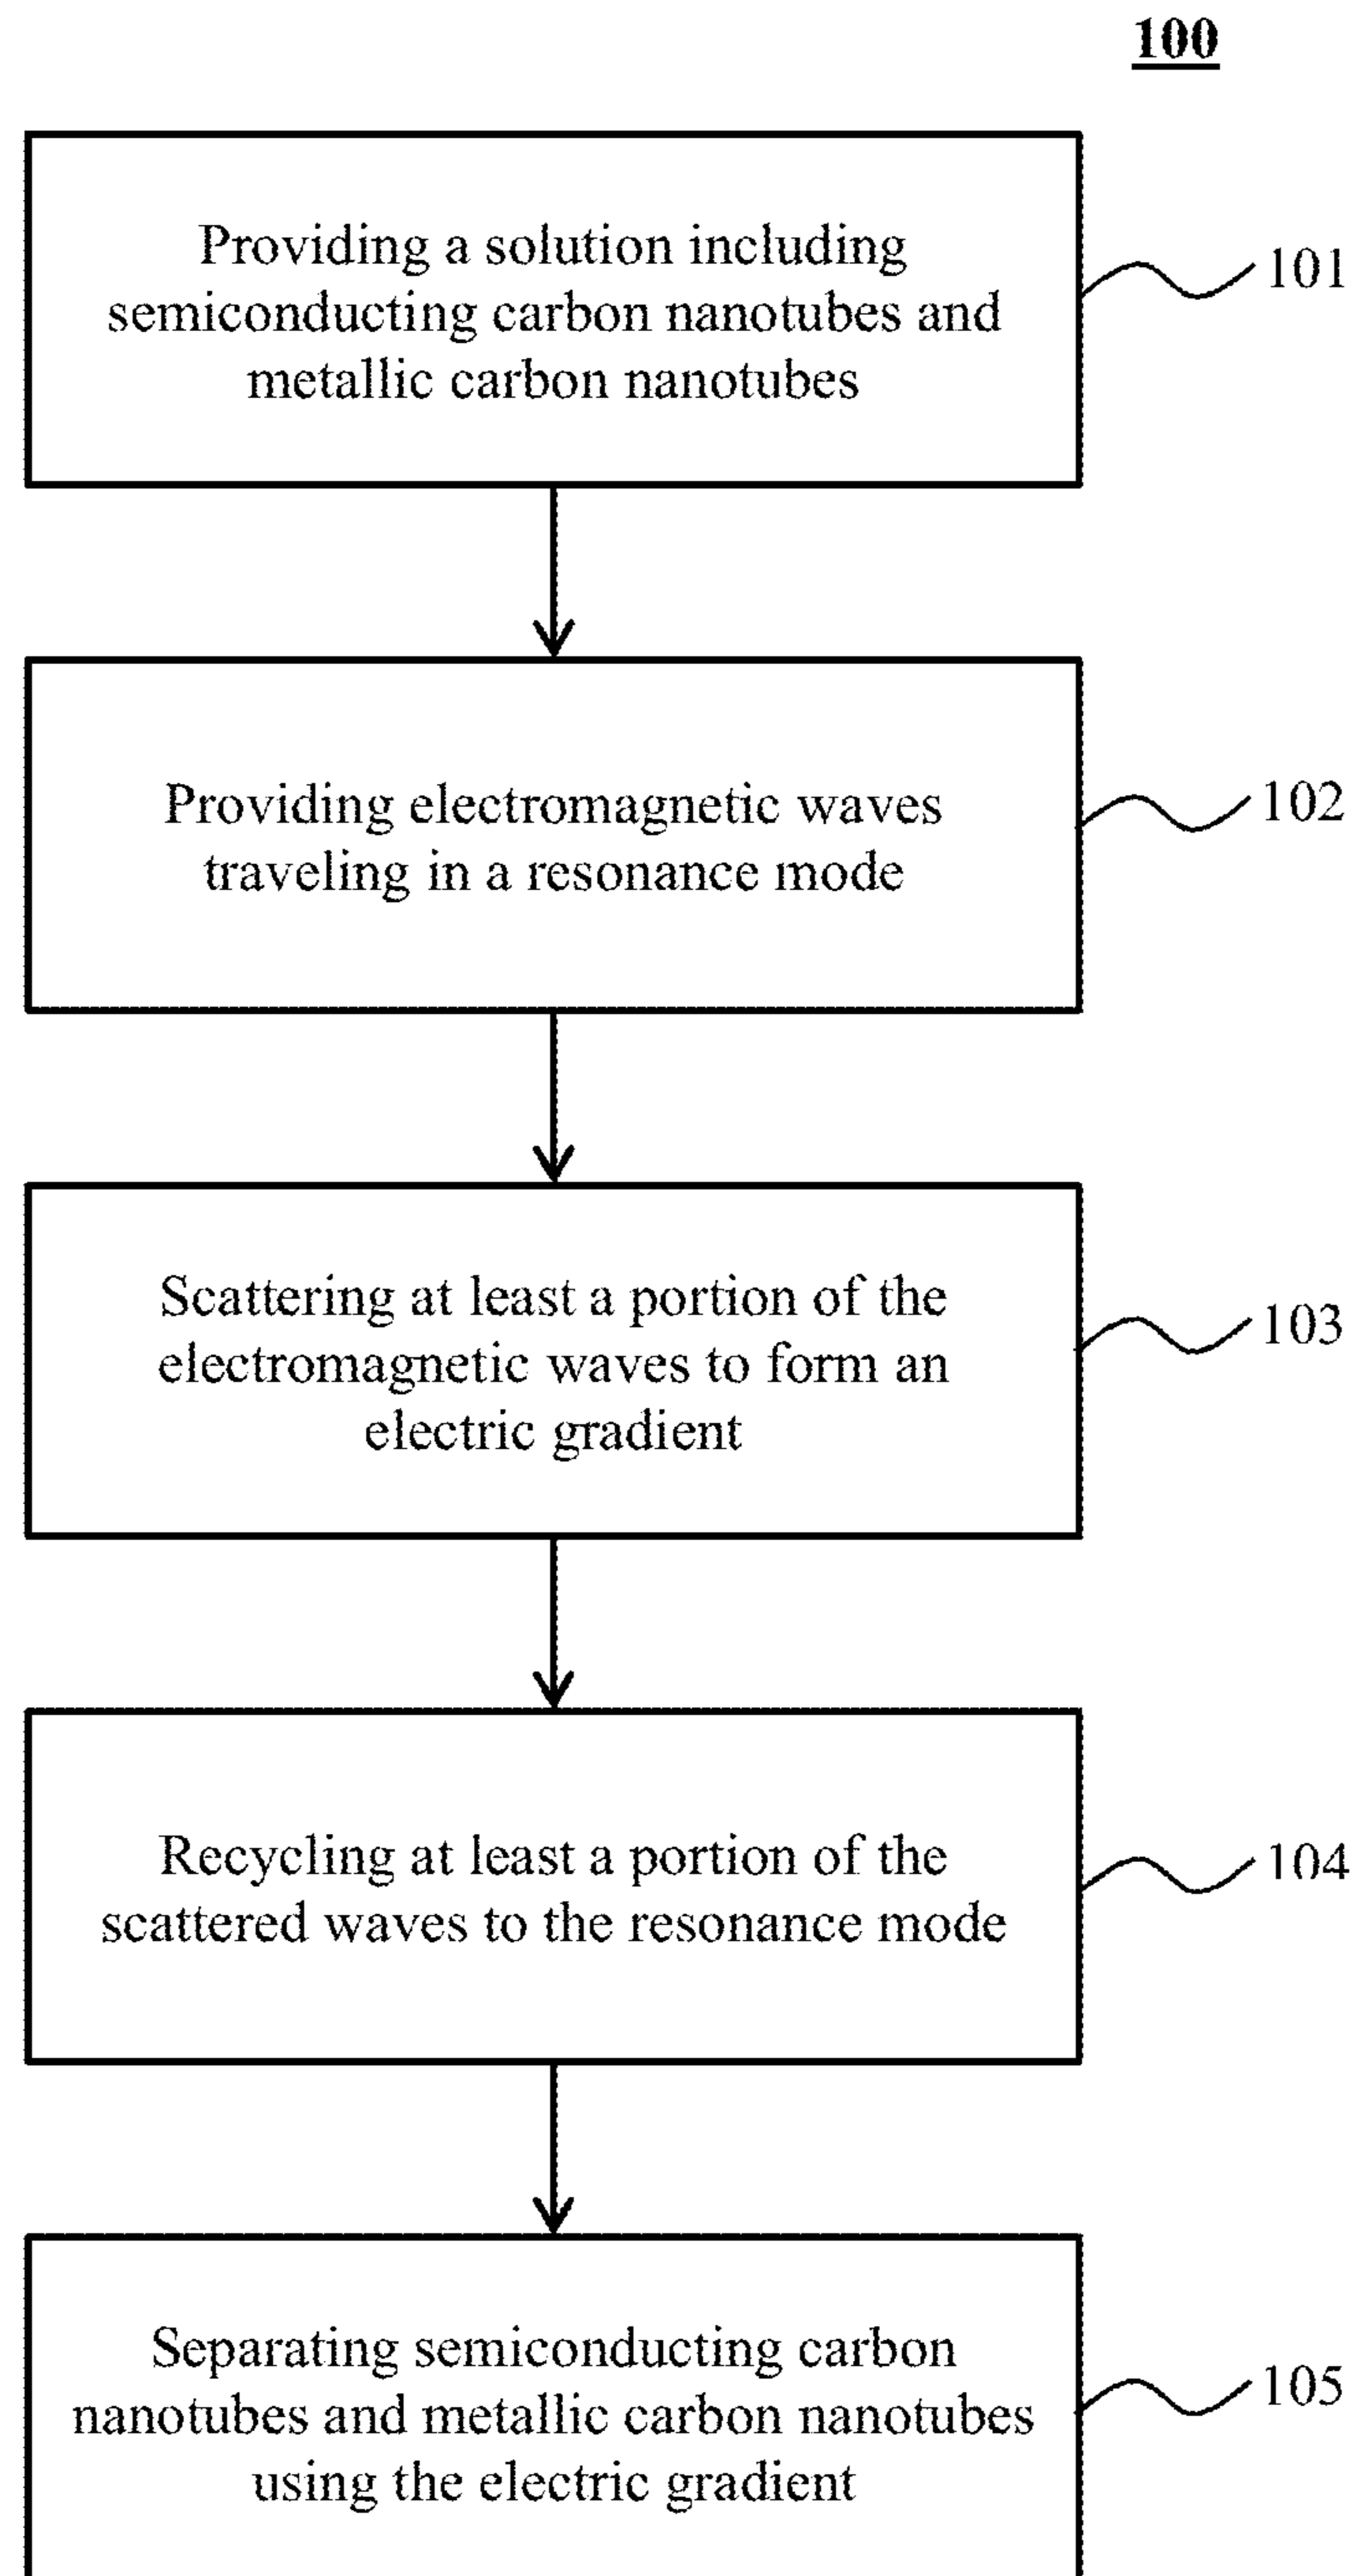 100
Providing a solution including
semiconducting carbon nanotubes and
metallic carbon nanotubes
101
Providing electromagnetic waves
traveling in a resonance mode
102
Scattering at least a portion of the
electromagnetic waves to form an
electric gradient
103
Recycling at least a portion of the
scattered waves to the resonance mode
104
Separating semiconducting carbon
nanotubes and metallic carbon nanotubes
using the electric gradient
105